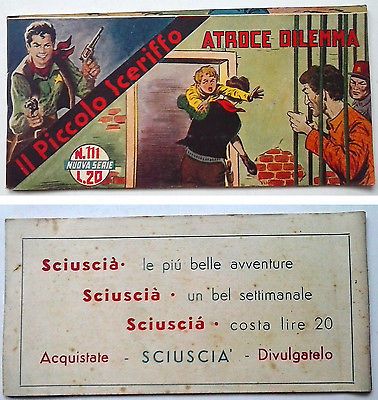 Il Piccolo Sceriffo
ATROCE DILEMMA
N.111
NUOVA SERIE
L.20
Sciuscià · le piú belle avventure
Sciuscià · un bel settimanale
Sciusciá · costa lire 20
Acquistate - SCIUSCIA' - Divulgatelo